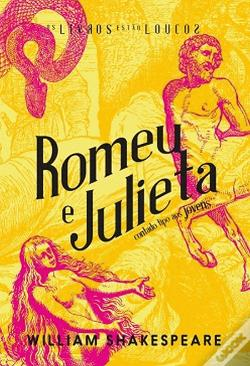 OS LIVROS ESTÃO LOUCOS
Romeu
e Julieta
contado tipo aos jovens
WILLIAM SHAKESPEARE